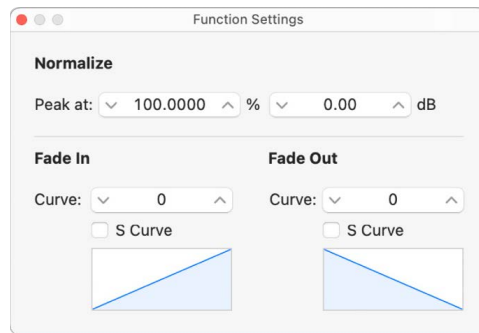 Function Settings
Normalize
Peak at: 100.0000 % 0.00 dB
Fade In Fade Out
Curve: 0 Curve: 0
S Curve S Curve